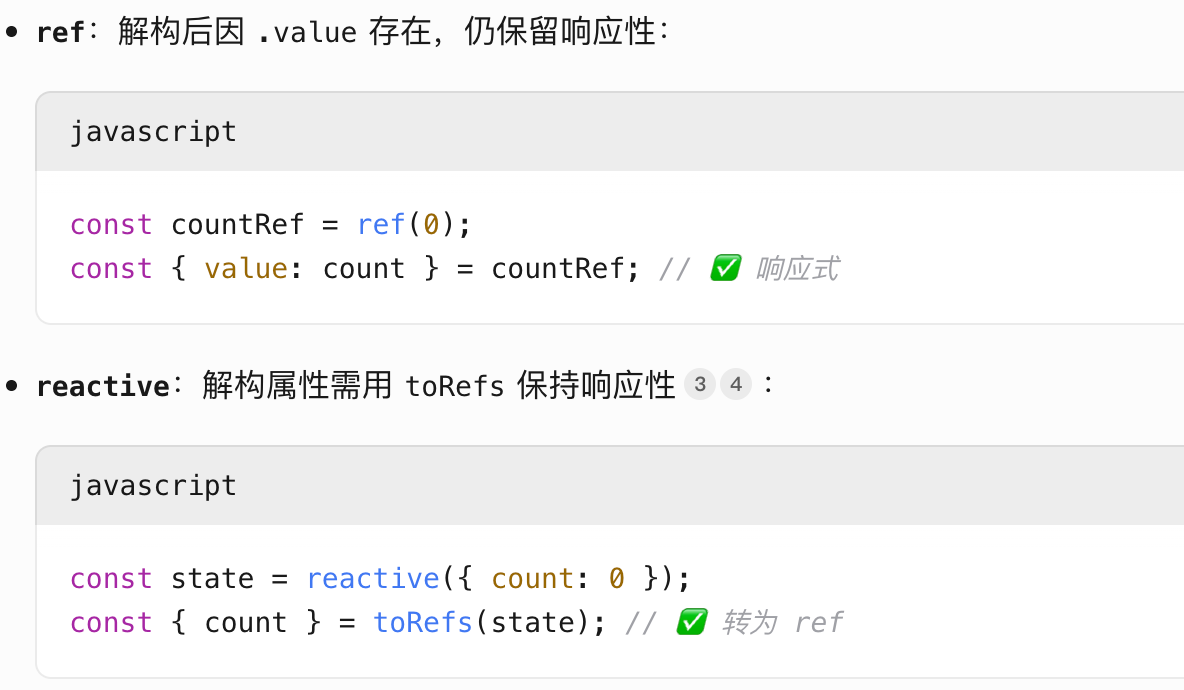 • ref：解构后因 .value 存在，仍保留响应性：
javascript
const countRef = ref(0);
const { value: count } = countRef; // ✅ 响应式
• reactive：解构属性需用 toRefs 保持响应性 3 4 ：
javascript
const state = reactive({ count: 0 });
const { count } = toRefs(state); // ✅ 转为 ref